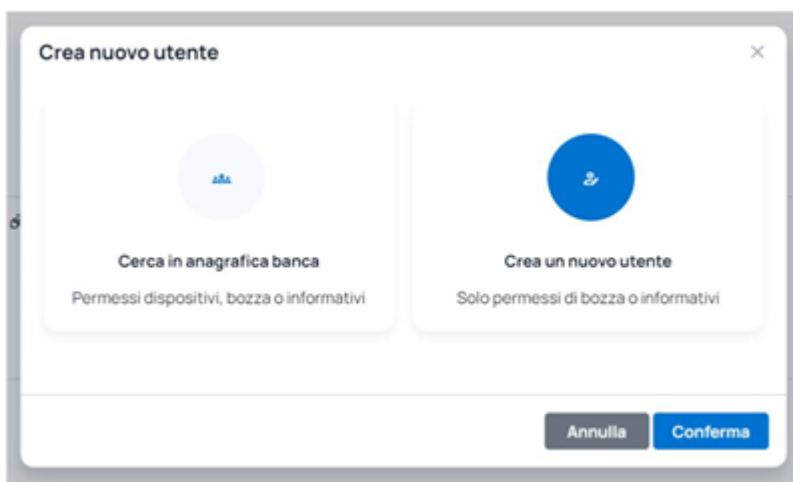 Crea nuovo utente
Cerca in anagrafica banca
Permessi dispositivi, bozza o informativi
Crea un nuovo utente
Solo permessi di bozza o informativi
Annulla
Conferma